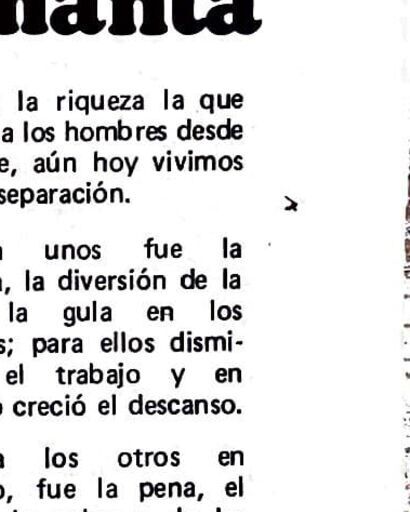 la riqueza la que
a los hombres desde
aún hoy vivimos
separación.
unos fue la
la diversión de la
la gula en los
para ellos dismi-
el trabajo y en
creció el descanso.
los otros en
fue la pena, el